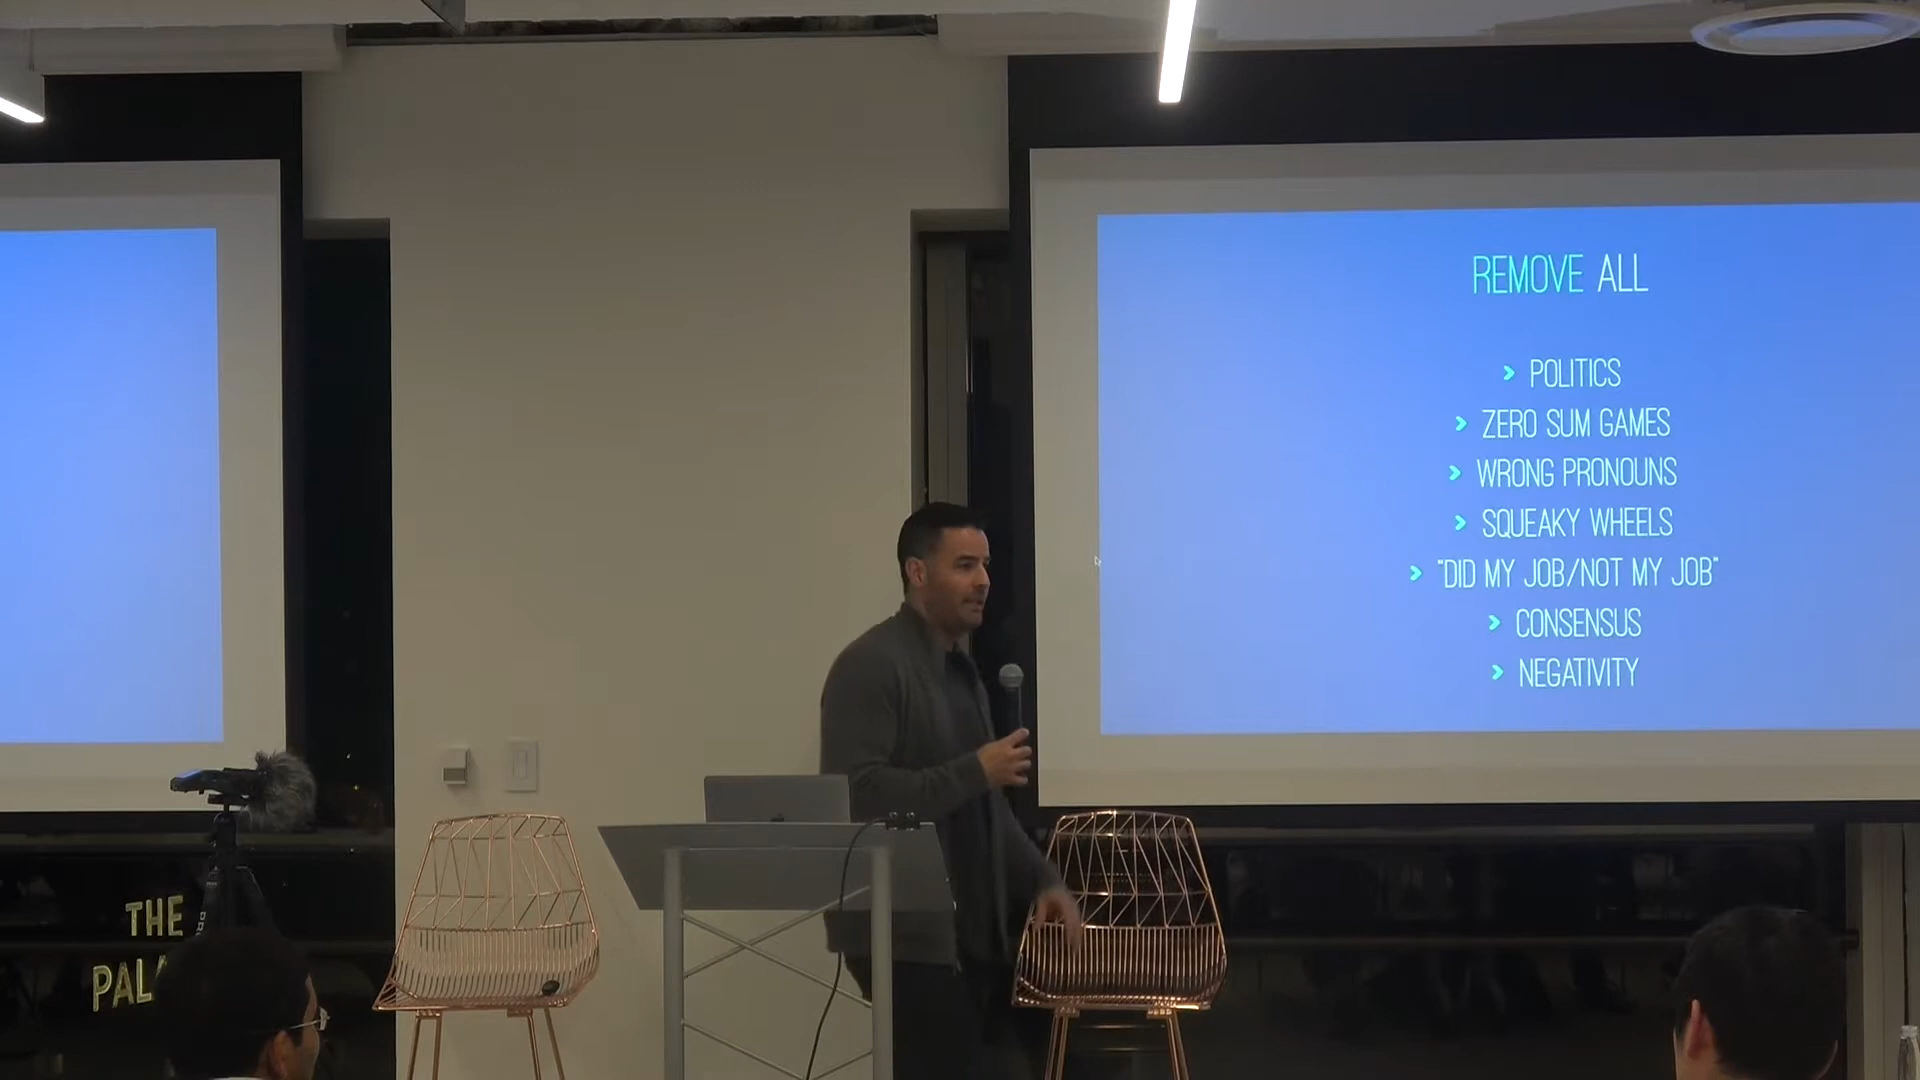 REMOVE ALL
POLITICS
ZERO SUM GAMES
WRONG PRONOUNS
SQUEAKY WHEELS
"DID MY JOB/NOT MY JOB"
CONSENSUS
NEGATIVITY
THE